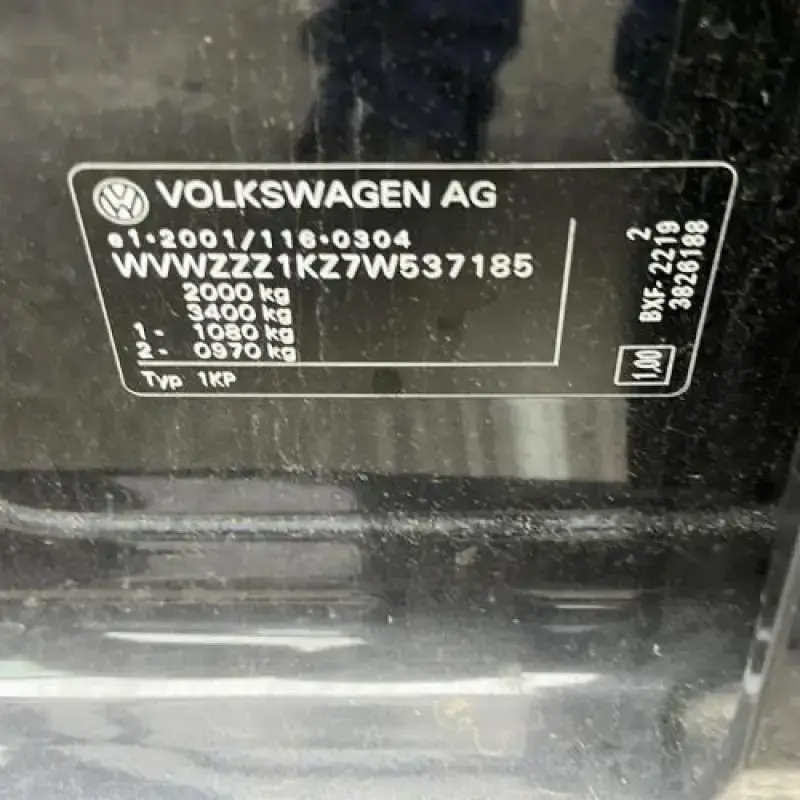 VOLKSWAGEN AG
e1*2001/116*0304
WVWZZZ1KZ7W537185
2000 kg
3400 kg
1 - 1080 kg
2 - 0970 kg
Typ 1KP
2
BXF-2219
3826188
1,00